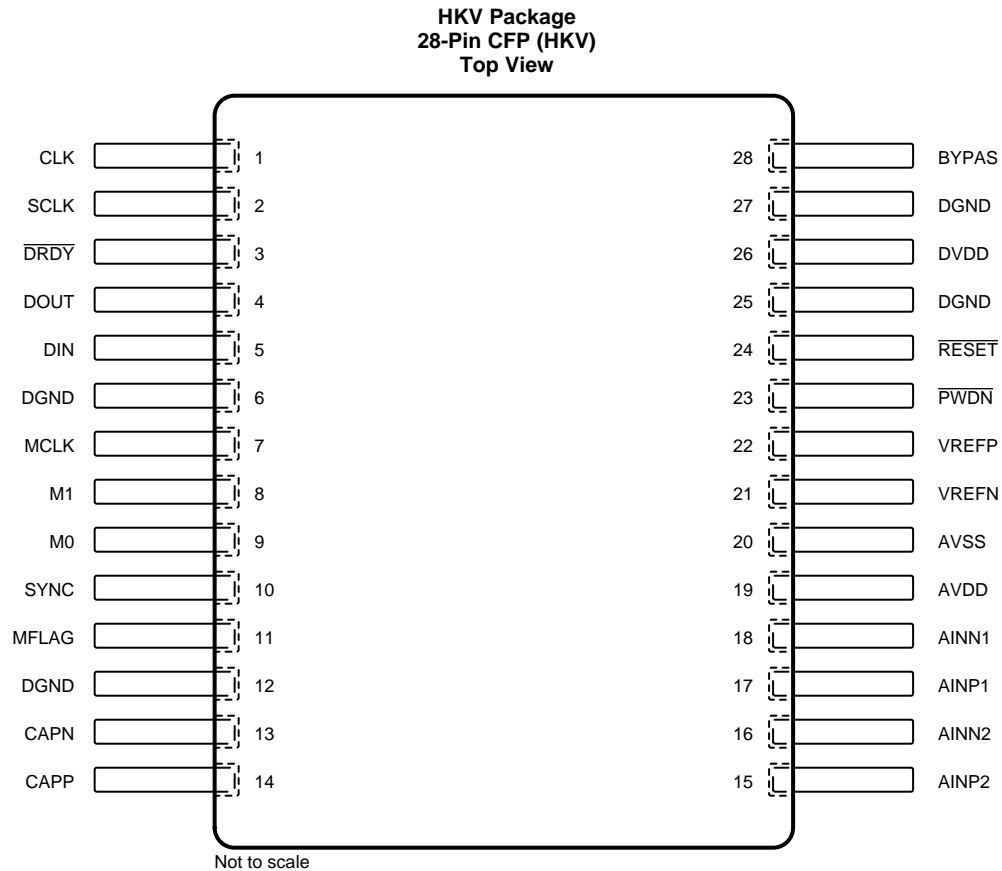 HKV Package
28-Pin CFP (HKV)
Top View
CLK 1 28 BYPAS
SCLK 2 27 DGND
DRDY 3 26 DVDD
DOUT 4 25 DGND
DIN 5 24 RESET
DGND 6 23 PWDN
MCLK 7 22 VREFP
M1 8 21 VREFN
M0 9 20 AVSS
SYNC 10 19 AVDD
MFLAG 11 18 AINN1
DGND 12 17 AINP1
CAPN 13 16 AINN2
CAPP 14 15 AINP2
Not to scale